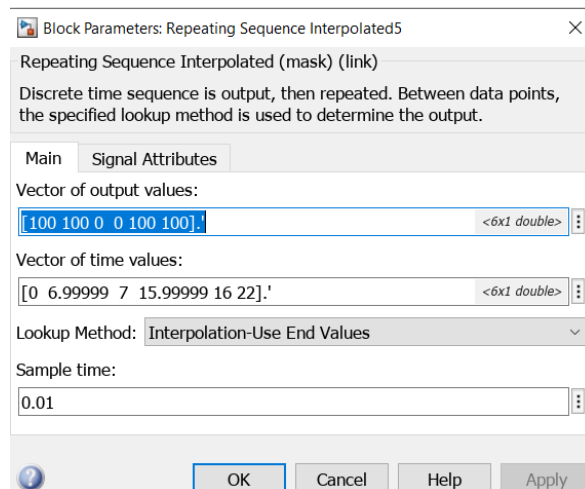 Block Parameters: Repeating Sequence Interpolated5
Repeating Sequence Interpolated (mask) (link)
Discrete time sequence is output, then repeated. Between data points,
the specified lookup method is used to determine the output.
Main Signal Attributes
Vector of output values:
[100 100 0  0 100 100].' <6x1 double>
Vector of time values:
[0  6.99999  7  15.99999 16 22].' <6x1 double>
Lookup Method: Interpolation-Use End Values
Sample time:
0.01
OK Cancel Help Apply